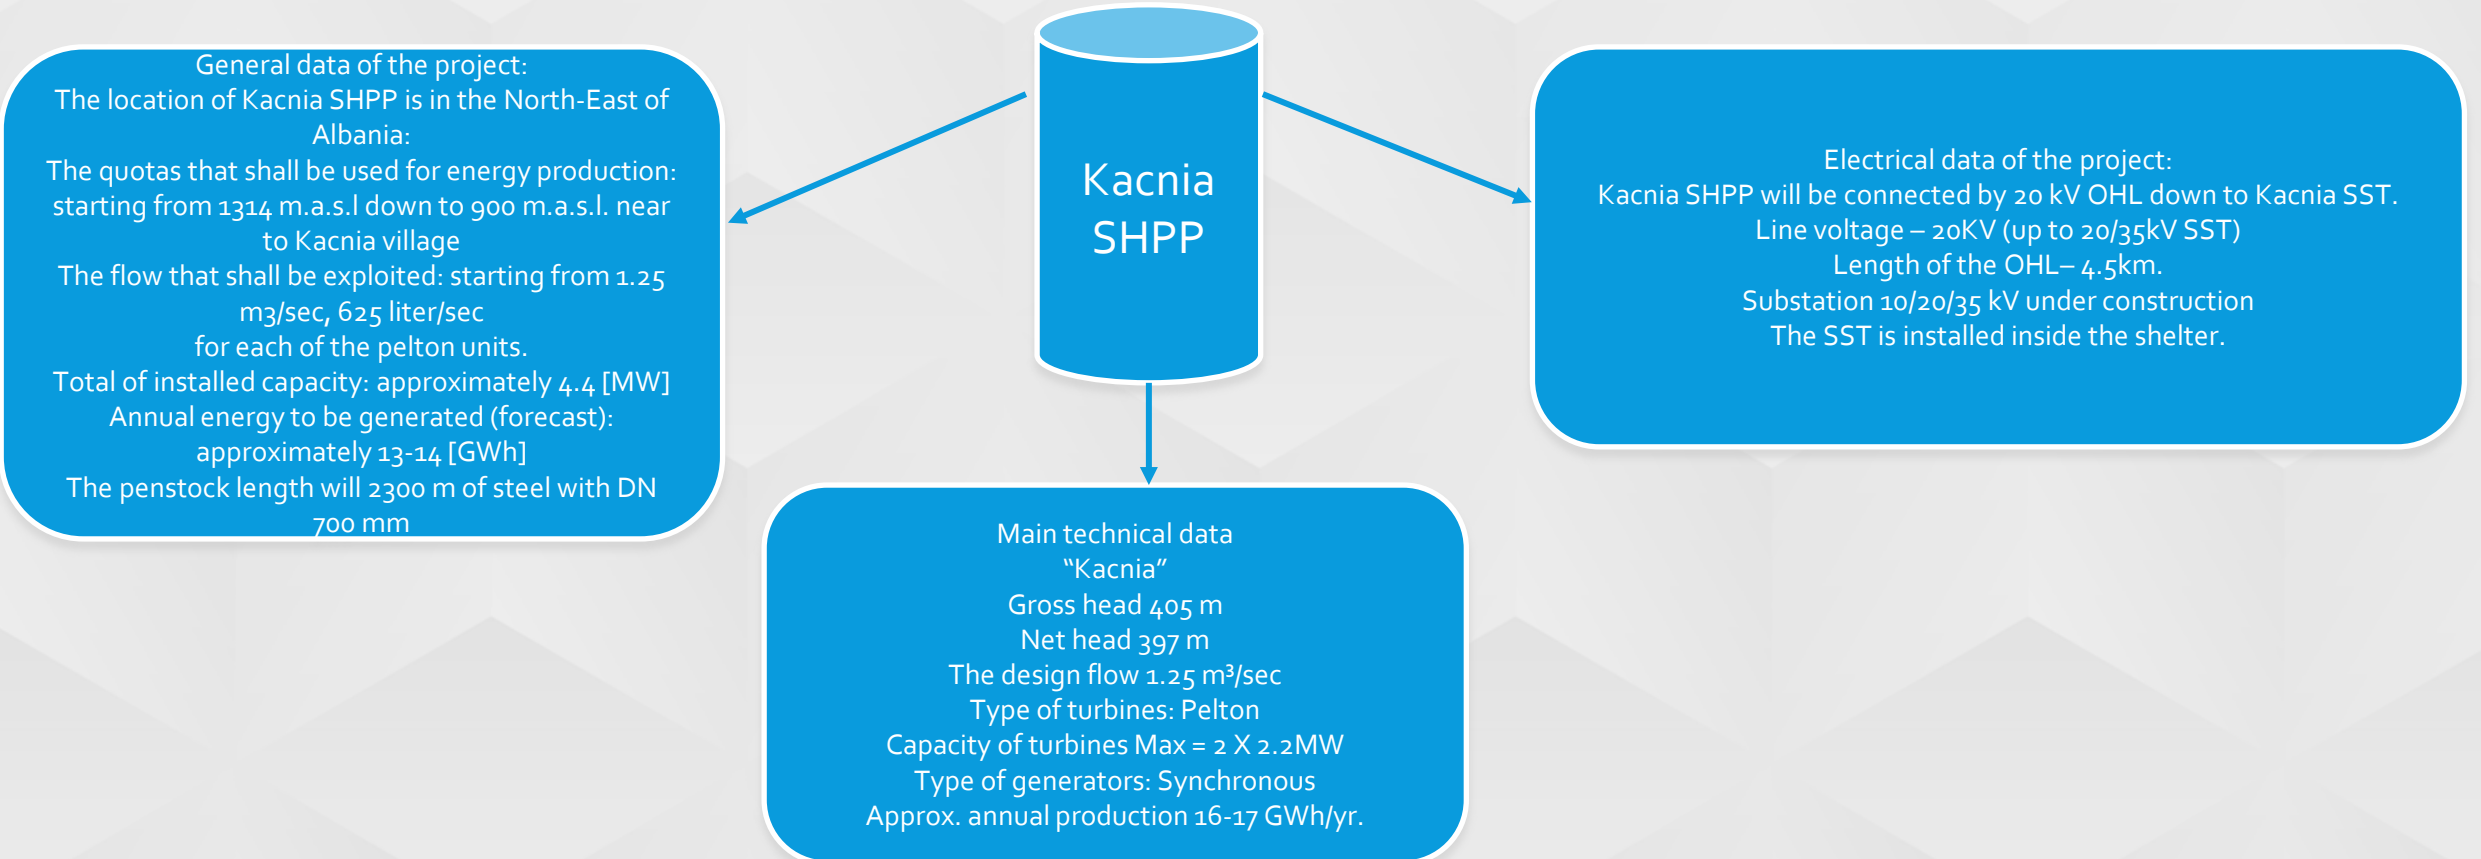 General data of the project:
The location of Kacnia SHPP is in the North-East of
Albania:
The quotas that shall be used for energy production:
starting from 1314 m.a.s.l down to 900 m.a.s.l. near
to Kacnia village
The flow that shall be exploited: starting from 1.25
m3/sec, 625 liter/sec
for each of the pelton units.
Total of installed capacity: approximately 4.4 [MW]
Annual energy to be generated (forecast):
approximately 13-14 [GWh]
The penstock length will 2300 m of steel with DN
700 mm
Kacnia
SHPP
Electrical data of the project:
Kacnia SHPP will be connected by 20 kV OHL down to Kacnia SST.
Line voltage – 20KV (up to 20/35kV SST)
Length of the OHL– 4.5km.
Substation 10/20/35 kV under construction
The SST is installed inside the shelter.
Main technical data
“Kacnia”
Gross head 405 m
Net head 397 m
The design flow 1.25 m³/sec
Type of turbines: Pelton
Capacity of turbines Max = 2 X 2.2MW
Type of generators: Synchronous
Approx. annual production 16-17 GWh/yr.